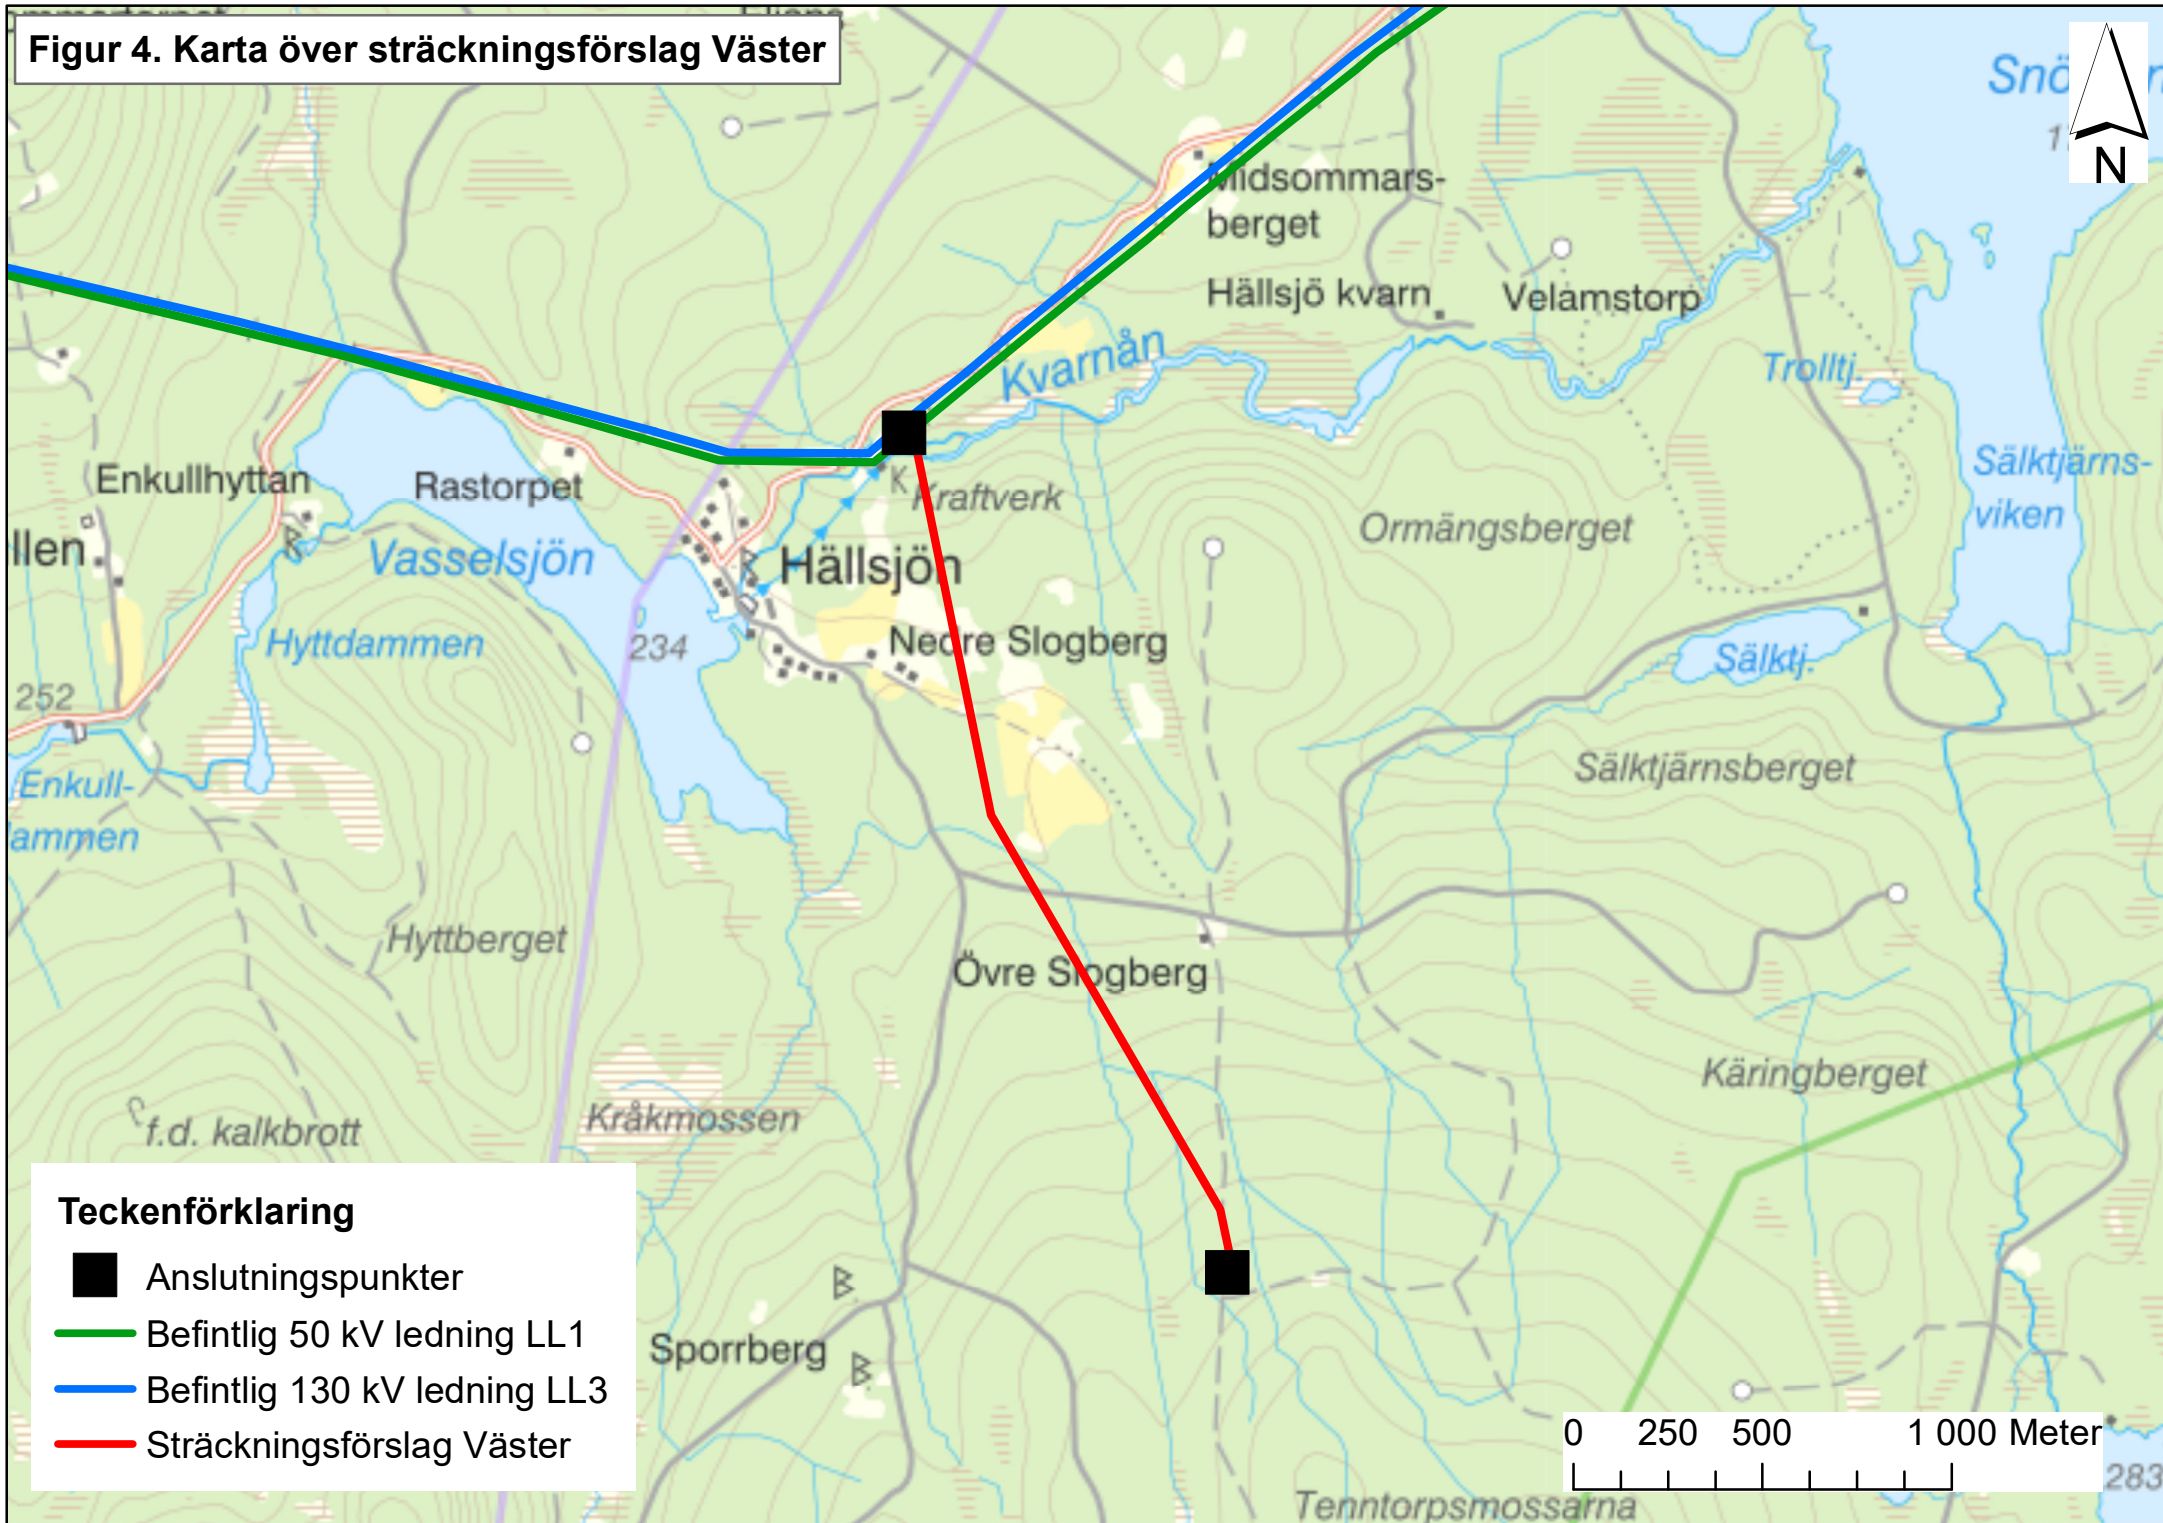 Figur 4. Karta över sträckningsförslag Väster
N
Midsommars-
berget
Hällsjö kvarn
Velamstorp
Kvarnån
Trolltj.
Sälktjärns-
viken
Enkullhyttan
Rastorpet
K
Kraftverk
Ormängsberget
llen
Vasselsjön
Hällsjön
Hyttdammen
234
Nedre Slogberg
Sälktj.
252
Enkull-
ammen
Sälktjärnsberget
Hyttberget
Övre Slogberg
Käringberget
Kråkmossen
f.d. kalkbrott
Teckenförklaring
Anslutningspunkter
Befintlig 50 kV ledning LL1
Befintlig 130 kV ledning LL3
Sträckningsförslag Väster
Sporrberg
0 250 500 1 000 Meter
283
Tenntorpsmossarna